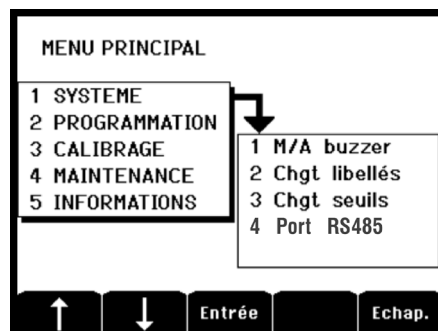 MENU PRINCIPAL
1 SYSTEME
2 PROGRAMMATION
3 CALIBRAGE
4 MAINTENANCE
5 INFORMATIONS
1 M/A buzzer
2 Chgt libellés
3 Chgt seuils
4 Port RS485
↑ ↓ Entrée Echap.